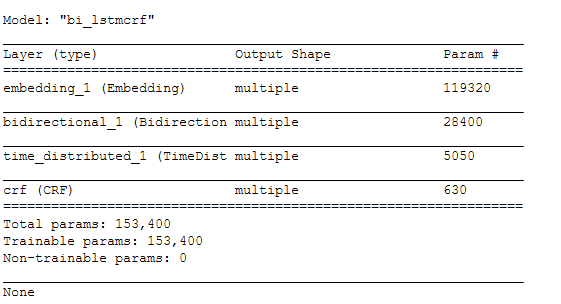 Model: "bi_lstmcrf"
_________________________________________________________________
Layer (type) Output Shape Param #
=================================================================
embedding_1 (Embedding) multiple 119320
_________________________________________________________________
bidirectional_1 (Bidirection multiple 28400
_________________________________________________________________
time_distributed_1 (TimeDist multiple 5050
_________________________________________________________________
crf (CRF) multiple 630
=================================================================
Total params: 153,400
Trainable params: 153,400
Non-trainable params: 0
_________________________________________________________________
None